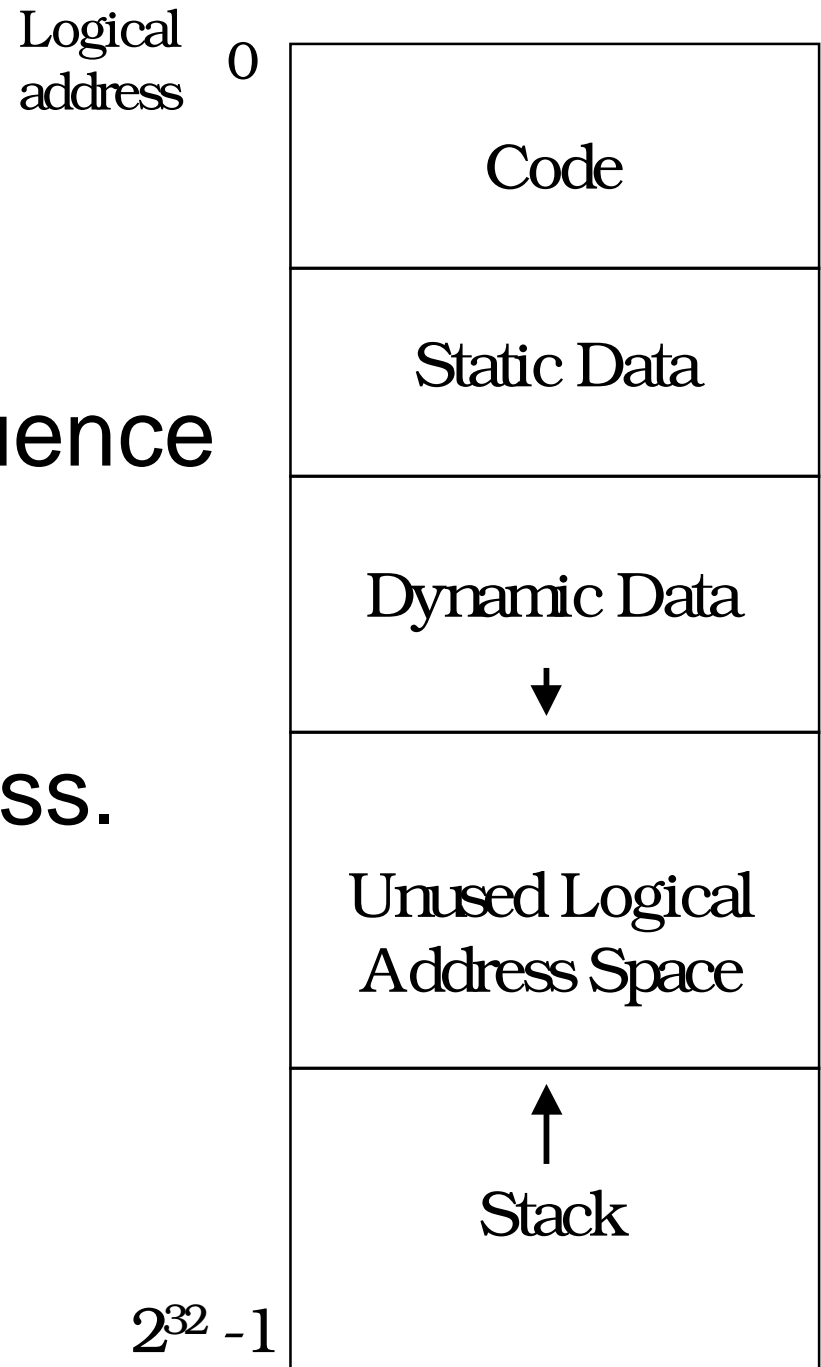 Logical
address
0
Code
Static Data
uence
Dynamic Data
ss.
Unused Logical
Address Space
Stack
2³² -1